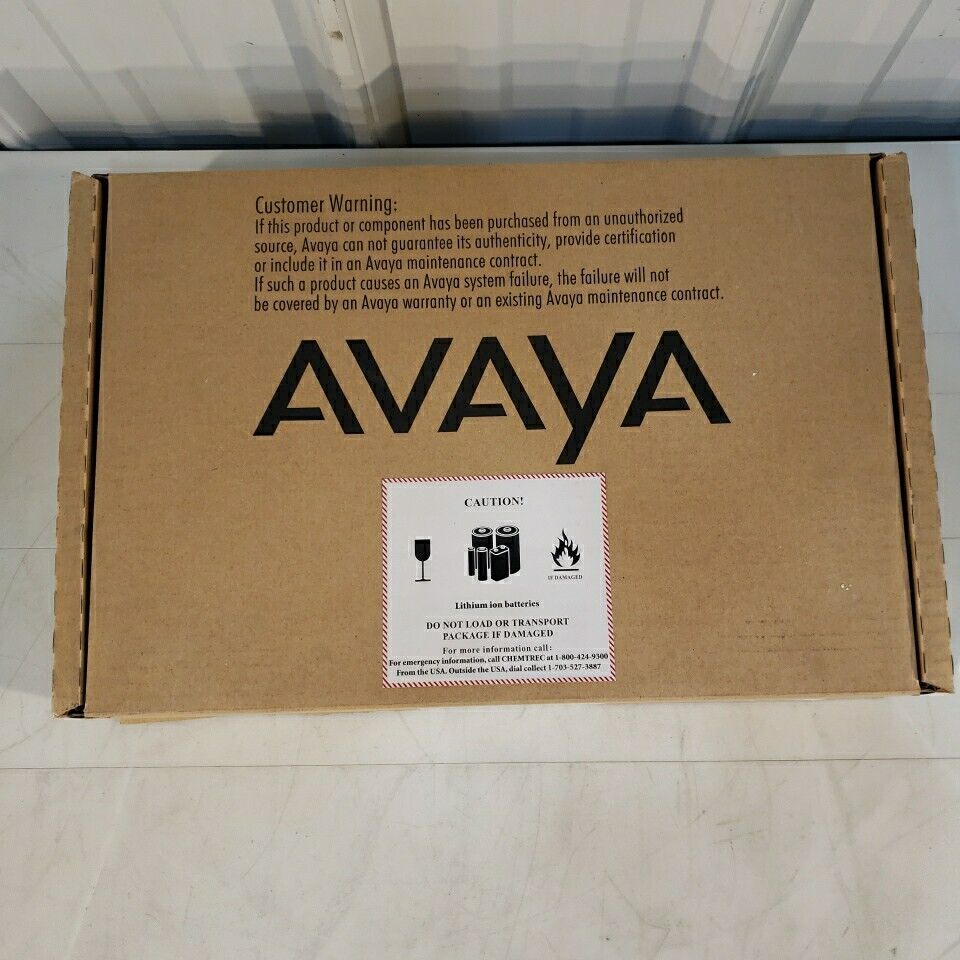 Customer Warning:
If this product or component has been purchased from an unauthorized
source, Avaya can not guarantee its authenticity, provide certification
or include it in an Avaya maintenance contract.
If such a product causes an Avaya system failure, the failure will not
be covered by an Avaya warranty or an existing Avaya maintenance contract.
AVAYA
CAUTION!
IF DAMAGED
Lithium ion batteries
DO NOT LOAD OR TRANSPORT
PACKAGE IF DAMAGED
For more information call:
For emergency information, call CHEMTREC at 1-800-424-9300
From the USA. Outside the USA, dial collect 1-703-527-3887